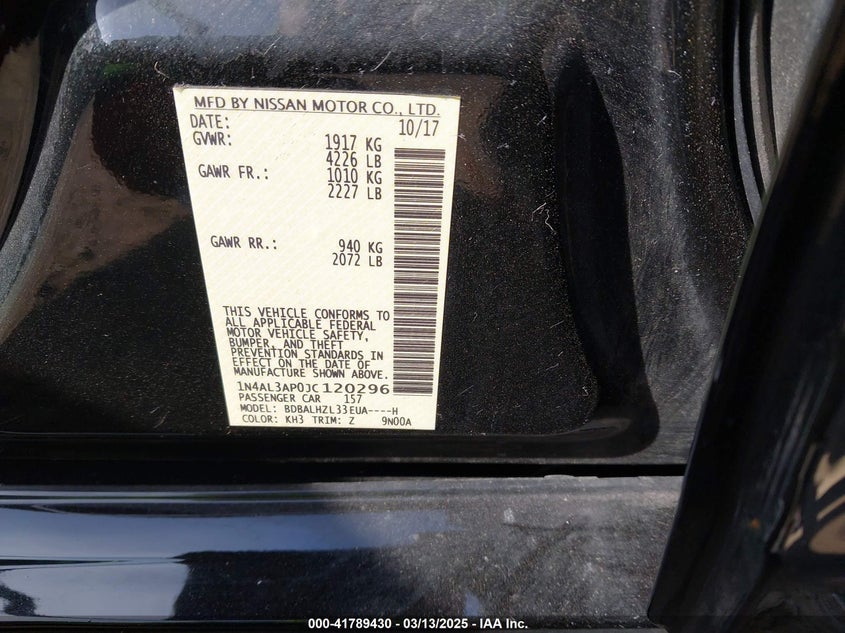 MFD BY NISSAN MOTOR CO., LTD.
DATE: 10/17
GVWR: 1917 KG
4226 LB
GAWR FR.: 1010 KG
2227 LB
GAWR RR.: 940 KG
2072 LB
THIS VEHICLE CONFORMS TO
ALL APPLICABLE FEDERAL
MOTOR VEHICLE SAFETY,
BUMPER, AND THEFT
PREVENTION STANDARDS IN
EFFECT ON THE DATE OF
MANUFACTURE SHOWN ABOVE.
1N4AL3AP0JC120296
PASSENGER CAR 157
MODEL: BDBALHZL33EUA----H
COLOR: KH3 TRIM: Z 9N00A
000-41789430 - 03/13/2025 - IAA Inc.